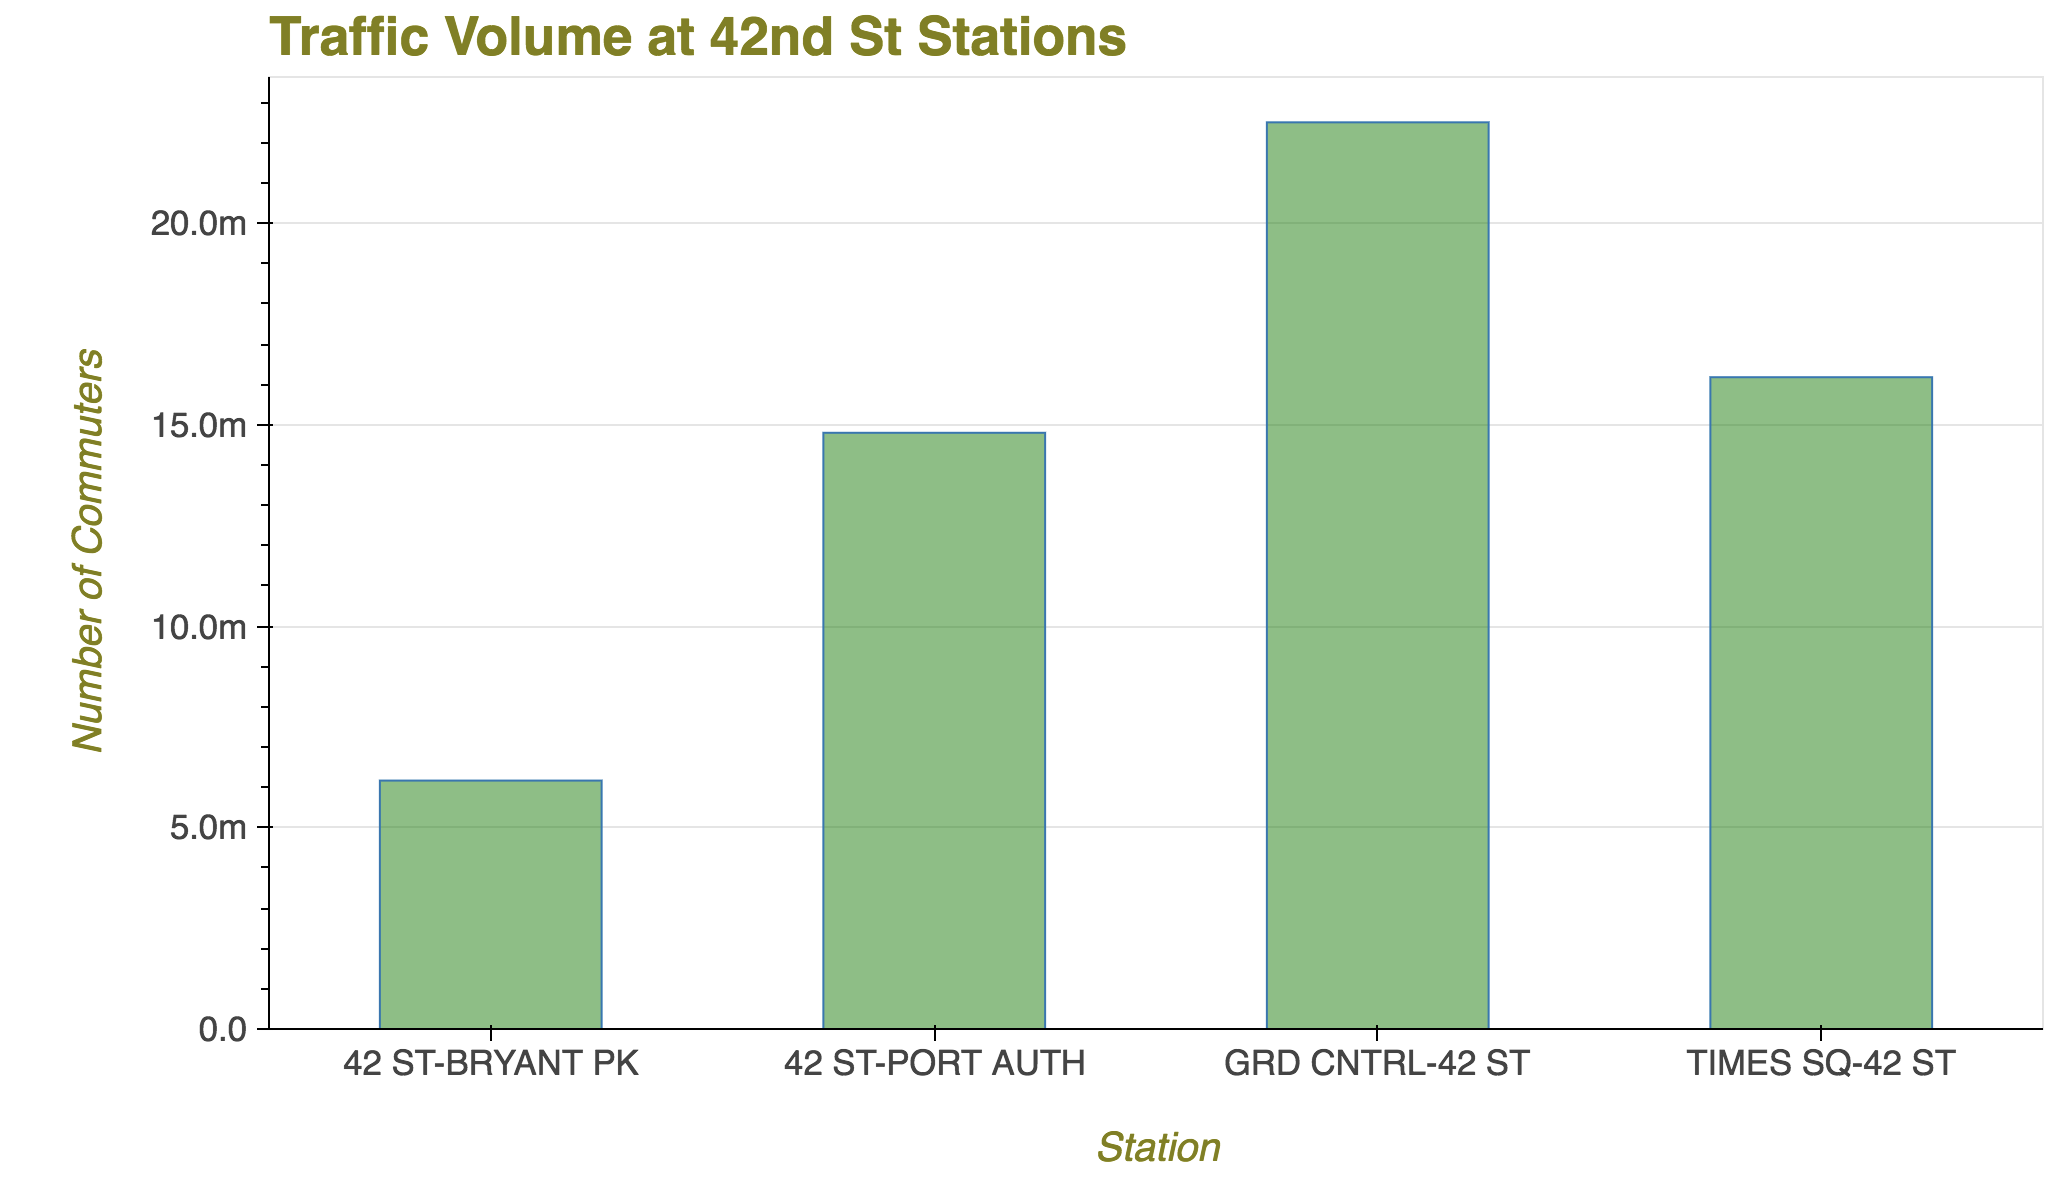 Traffic Volume at 42nd St Stations
Number of Commuters
20.0m
15.0m
10.0m
5.0m
0.0
42 ST-BRYANT PK
42 ST-PORT AUTH
GRD CNTRL-42 ST
TIMES SQ-42 ST
Station